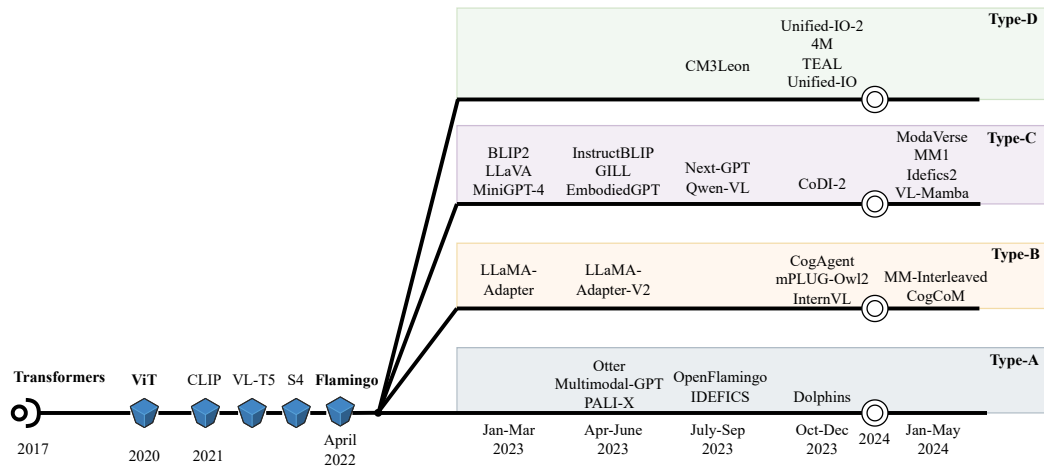 Type-D
Unified-IO-2
4M
TEAL
Unified-IO
CM3Leon
Type-C
BLIP2
LLaVA
MiniGPT-4
InstructBLIP
GILL
EmbodiedGPT
Next-GPT
Qwen-VL
CoDI-2
ModaVerse
MM1
Idefics2
VL-Mamba
Type-B
LLaMA-
Adapter
LLaMA-
Adapter-V2
CogAgent
mPLUG-Owl2
InternVL
MM-Interleaved
CogCoM
Type-A
Otter
Multimodal-GPT
PALI-X
OpenFlamingo
IDEFICS
Dolphins
Transformers
ViT
CLIP
VL-T5
S4
Flamingo
2017
2020
2021
April
2022
Jan-Mar
2023
Apr-June
2023
July-Sep
2023
Oct-Dec
2023
2024
Jan-May
2024